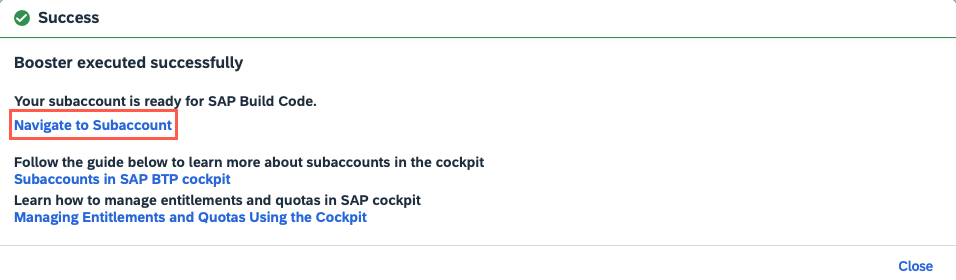 Success
Booster executed successfully
Your subaccount is ready for SAP Build Code.
Navigate to Subaccount
Follow the guide below to learn more about subaccounts in the cockpit
Subaccounts in SAP BTP cockpit
Learn how to manage entitlements and quotas in SAP cockpit
Managing Entitlements and Quotas Using the Cockpit
Close